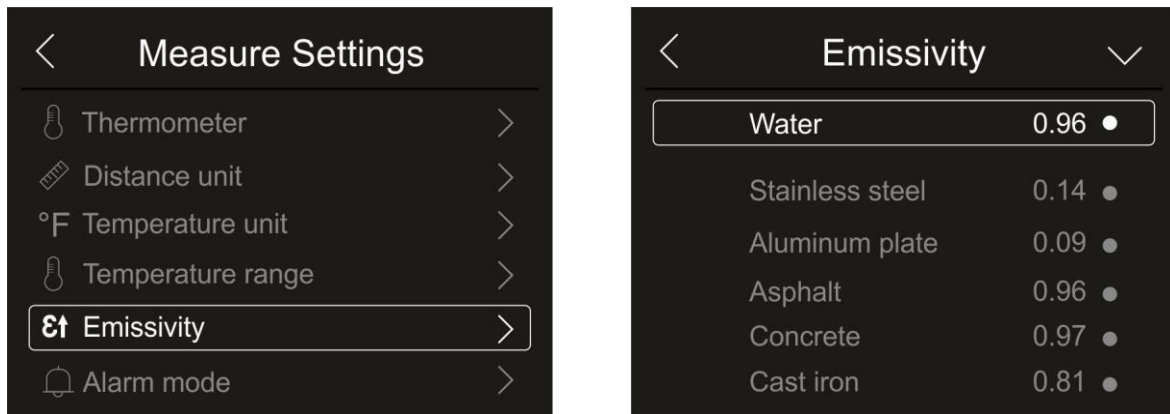 Measure Settings
Thermometer
Distance unit
°F Temperature unit
Temperature range
ε↑ Emissivity
Alarm mode
Emissivity
Water 0.96
Stainless steel 0.14
Aluminum plate 0.09
Asphalt 0.96
Concrete 0.97
Cast iron 0.81